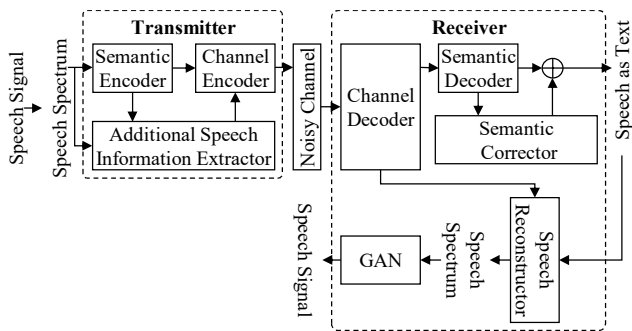 Transmitter
Receiver
Speech Signal
Speech Spectrum
Semantic
Encoder
Channel
Encoder
Additional Speech
Information Extractor
Noisy Channel
Channel
Decoder
Semantic
Decoder
Semantic
Corrector
Speech as Text
Speech
Reconstructor
Speech
Spectrum
GAN
Speech Signal